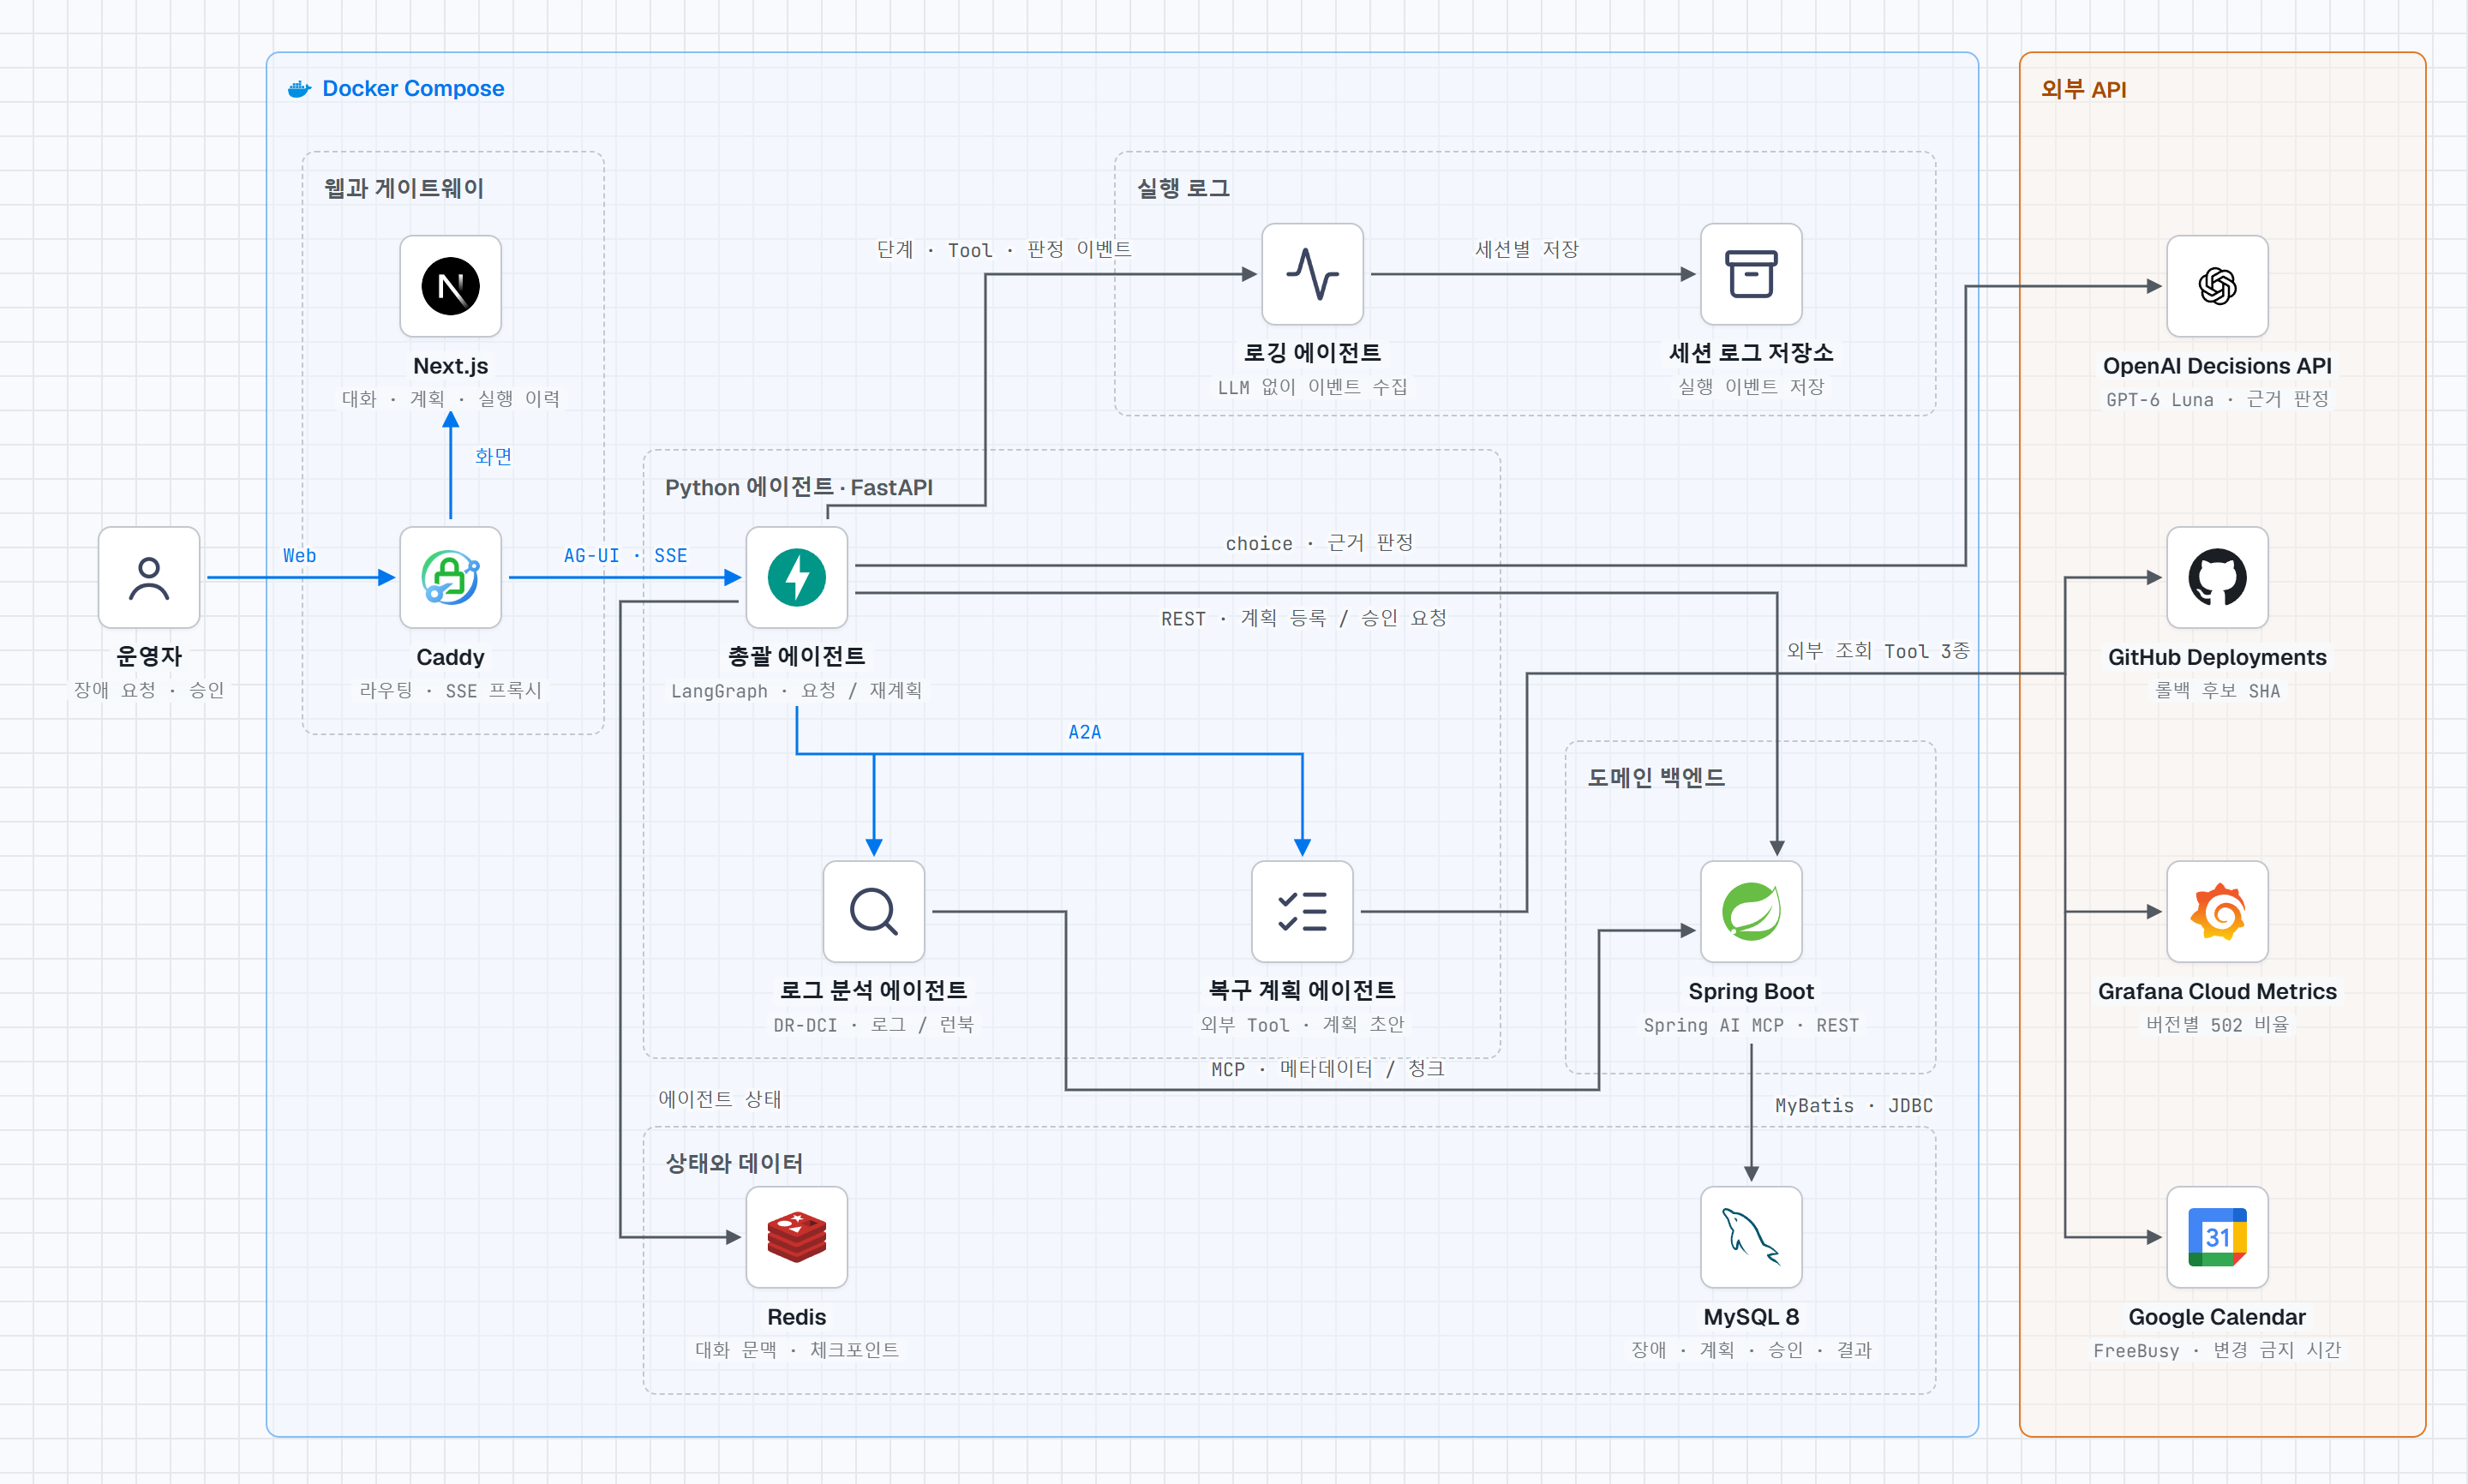 Docker Compose
외부 API
웹과 게이트웨이
실행 로그
단계 · Tool · 판정 이벤트
세션별 저장
Next.js
대화 · 계획 · 실행 이력
로깅 에이전트
LLM 없이 이벤트 수집
세션 로그 저장소
실행 이벤트 저장
OpenAI Decisions API
GPT-6 Luna · 근거 판정
화면
Python 에이전트 · FastAPI
Web
AG-UI · SSE
choice · 근거 판정
REST · 계획 등록 / 승인 요청
외부 조회 Tool 3종
운영자
장애 요청 · 승인
Caddy
라우팅 · SSE 프록시
총괄 에이전트
LangGraph · 요청 / 재계획
GitHub Deployments
롤백 후보 SHA
A2A
도메인 백엔드
로그 분석 에이전트
DR-DCI · 로그 / 런북
복구 계획 에이전트
외부 Tool · 계획 초안
Spring Boot
Spring AI MCP · REST
Grafana Cloud Metrics
버전별 502 비율
MCP · 메타데이터 / 청크
에이전트 상태
MyBatis · JDBC
상태와 데이터
31
Redis
대화 문맥 · 체크포인트
MySQL 8
장애 · 계획 · 승인 · 결과
Google Calendar
FreeBusy · 변경 금지 시간